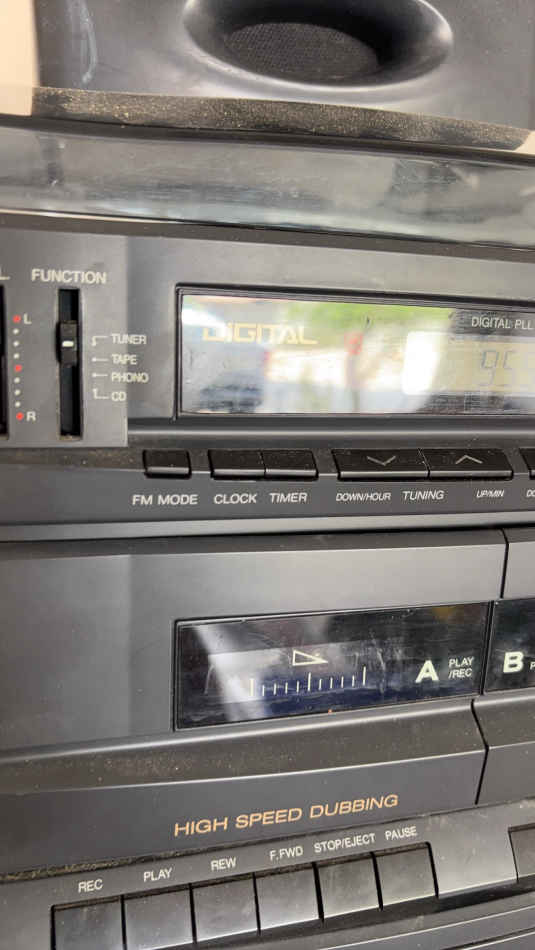 FUNCTION
L
TUNER
TAPE
PHONO
CD
R
DIGITAL
DIGITAL PLL
95
FM MODE
CLOCK
TIMER
DOWN/HOUR
TUNING
UP/MIN
A
PLAY
/REC
B
HIGH SPEED DUBBING
REC
PLAY
REW
F.FWD
STOP/EJECT
PAUSE